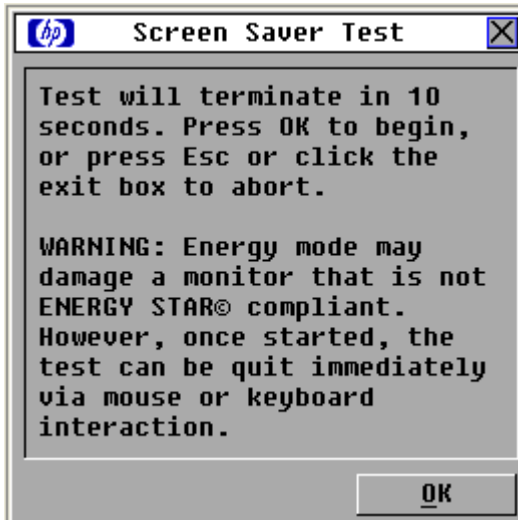 hp Screen Saver Test
Test will terminate in 10
seconds. Press OK to begin,
or press Esc or click the
exit box to abort.
WARNING: Energy mode may
damage a monitor that is not
ENERGY STAR© compliant.
However, once started, the
test can be quit immediately
via mouse or keyboard
interaction.
OK